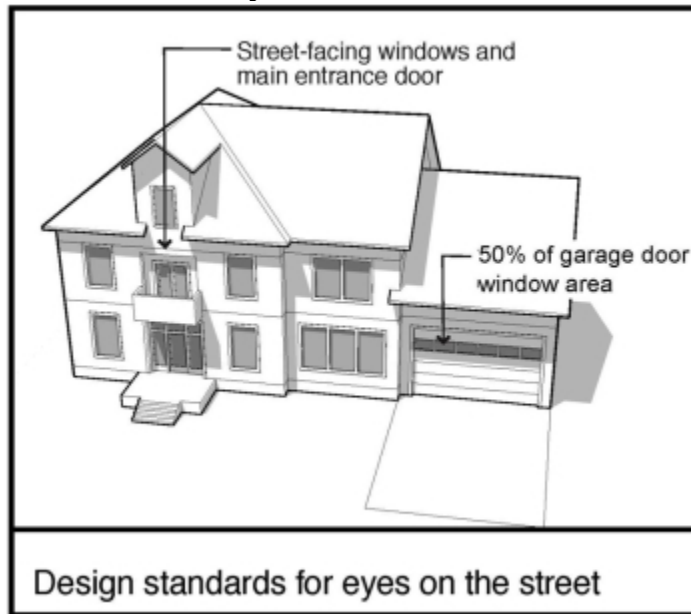 Street-facing windows and
main entrance door
50% of garage door
window area
Design standards for eyes on the street